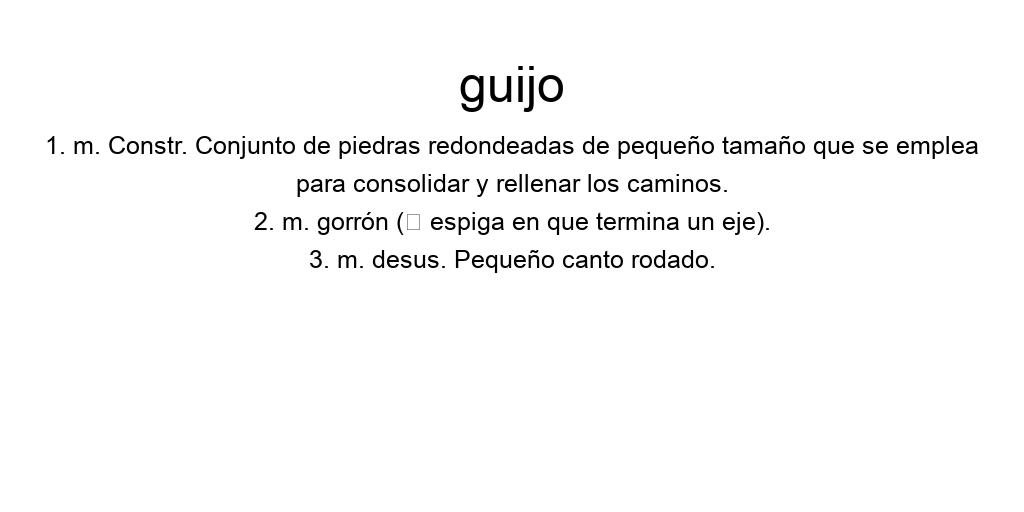 guijo
1. m. Constr. Conjunto de piedras redondeadas de pequeño tamaño que se emplea
para consolidar y rellenar los caminos.
2. m. gorrón (□ espiga en que termina un eje).
3. m. desus. Pequeño canto rodado.